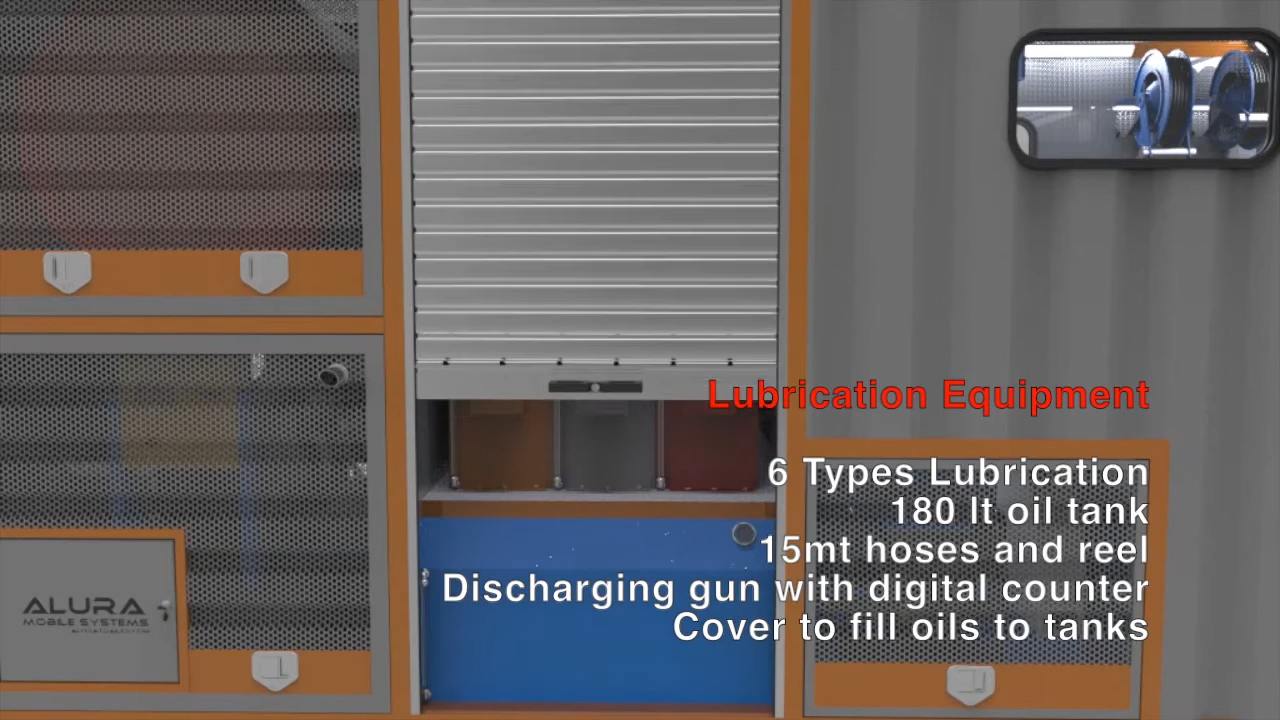 Lubrication Equipment
6 Types Lubrication
180 lt oil tank
15mt hoses and reel
Discharging gun with digital counter
Cover to fill oils to tanks
ALURA
MOBILE SYSTEMS